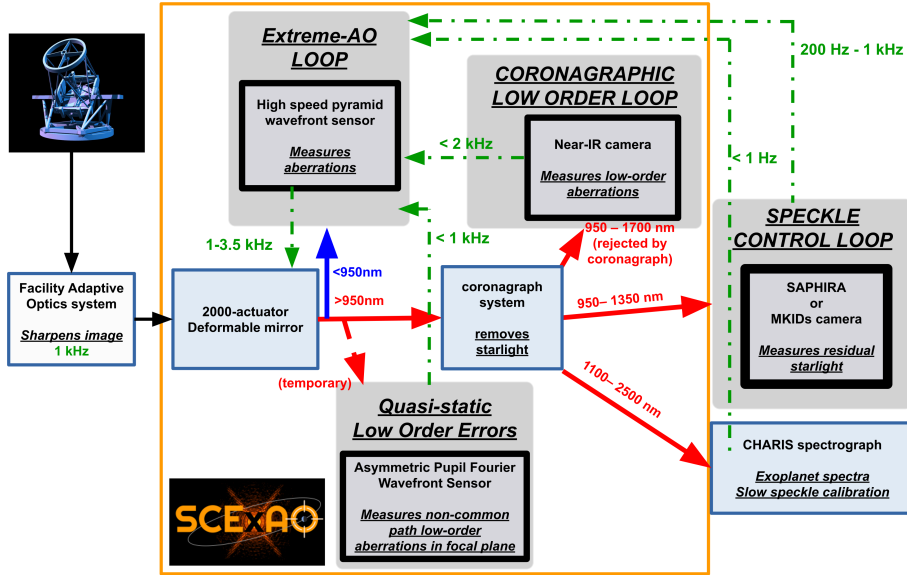 Extreme-AO
LOOP
High speed pyramid
wavefront sensor
Measures
aberrations
CORONAGRAPHIC
LOW ORDER LOOP
Near-IR camera
Measures low-order
aberrations
200 Hz - 1 kHz
< 2 kHz
< 1 Hz
SPECKLE
CONTROL LOOP
SAPHIRA
or
MKIDs camera
Measures residual
starlight
1-3.5 kHz
< 1 kHz
950 – 1700 nm
(rejected by
coronagraph)
Facility Adaptive
Optics system
Sharpens image
1 kHz
2000-actuator
Deformable mirror
<950nm
>950nm
coronagraph
system
removes
starlight
950– 1350 nm
1100– 2500 nm
(temporary)
Quasi-static
Low Order Errors
Asymmetric Pupil Fourier
Wavefront Sensor
Measures non-common
path low-order
aberrations in focal plane
CHARIS spectrograph
Exoplanet spectra
Slow speckle calibration
SCExAO